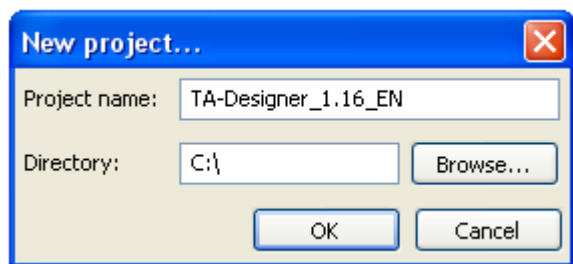 New project...
Project name: TA-Designer_1.16_EN
Directory: C:\ Browse...
OK Cancel